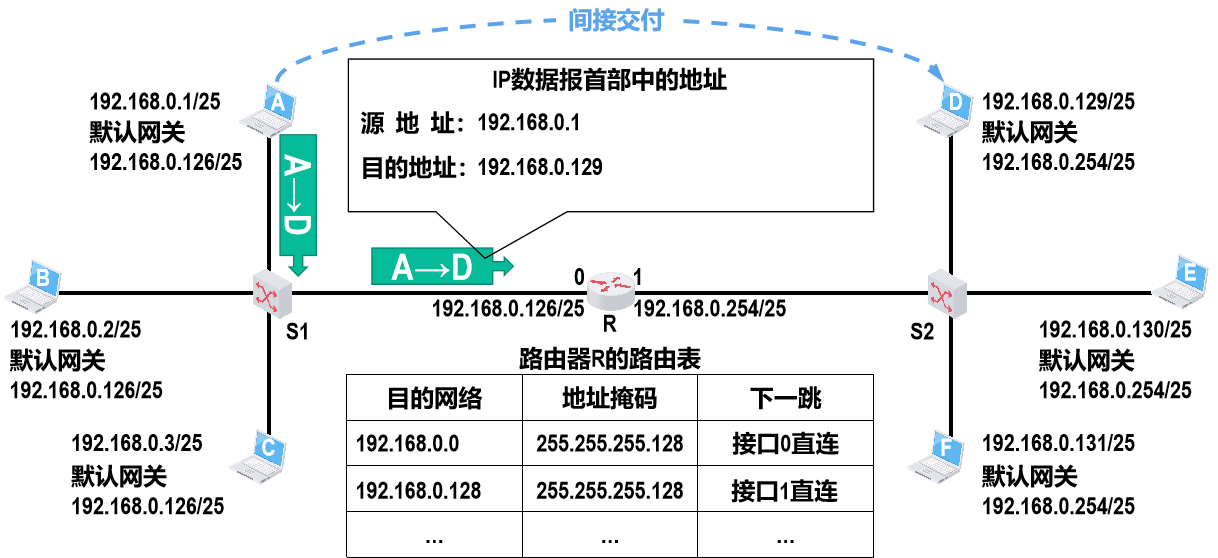 间接交付
IP数据报首部中的地址
源 地 址：192.168.0.1
目的地址：192.168.0.129
A
192.168.0.1/25
默认网关
192.168.0.126/25
D
192.168.0.129/25
默认网关
192.168.0.254/25
A→D
A→D
B
192.168.0.2/25
默认网关
192.168.0.126/25
S1
0
1
192.168.0.126/25
192.168.0.254/25
R
S2
E
192.168.0.130/25
默认网关
192.168.0.254/25
C
192.168.0.3/25
默认网关
192.168.0.126/25
路由器R的路由表
目的网络 地址掩码 下一跳
192.168.0.0 255.255.255.128 接口0直连
192.168.0.128 255.255.255.128 接口1直连
... ... ...
F
192.168.0.131/25
默认网关
192.168.0.254/25